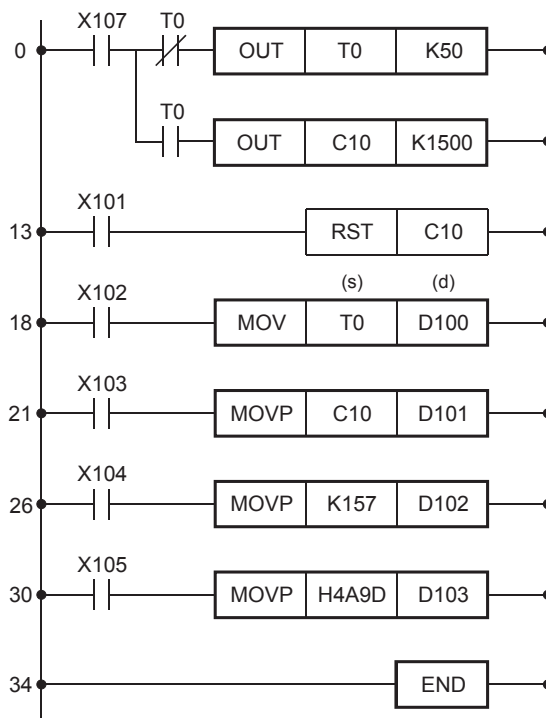 X107 T0
0 OUT T0 K50
T0
OUT C10 K1500
X101
13 RST C10
(s) (d)
X102
18 MOV T0 D100
X103
21 MOVP C10 D101
X104
26 MOVP K157 D102
X105
30 MOVP H4A9D D103
34 END